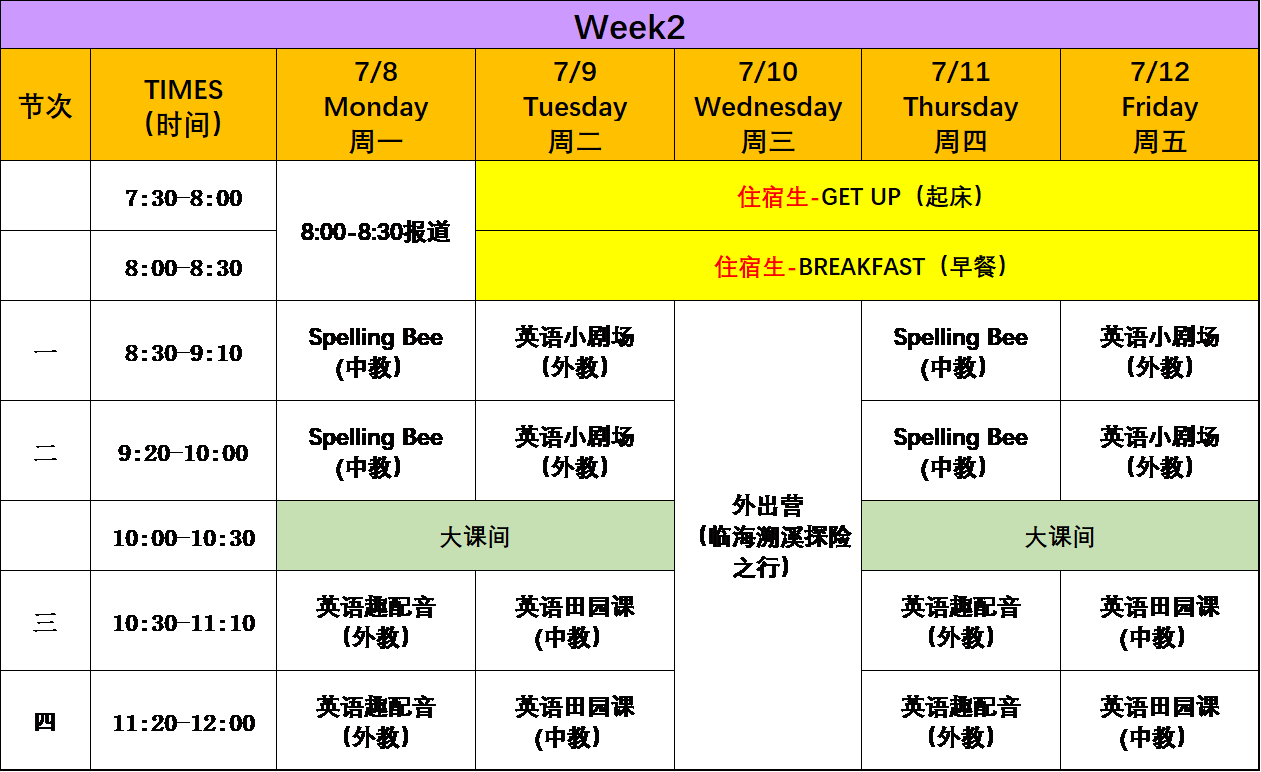 Week2
节次
TIMES
（时间）
7/8
Monday
周一
7/9
Tuesday
周二
7/10
Wednesday
周三
7/11
Thursday
周四
7/12
Friday
周五
7:30-8:00
8:00-8:30报道
住宿生-GET UP（起床）
8:00-8:30
住宿生-BREAKFAST（早餐）
一
8:30-9:10
Spelling Bee
(中教）
英语小剧场
（外教）
外出营
（临海溯溪探险
之行）
Spelling Bee
(中教）
英语小剧场
（外教）
二
9:20-10:00
Spelling Bee
(中教）
英语小剧场
（外教）
Spelling Bee
(中教）
英语小剧场
（外教）
10:00-10:30
大课间
大课间
三
10:30-11:10
英语趣配音
（外教）
英语田园课
(中教）
英语趣配音
（外教）
英语田园课
(中教）
四
11:20-12:00
英语趣配音
（外教）
英语田园课
(中教）
英语趣配音
（外教）
英语田园课
(中教）